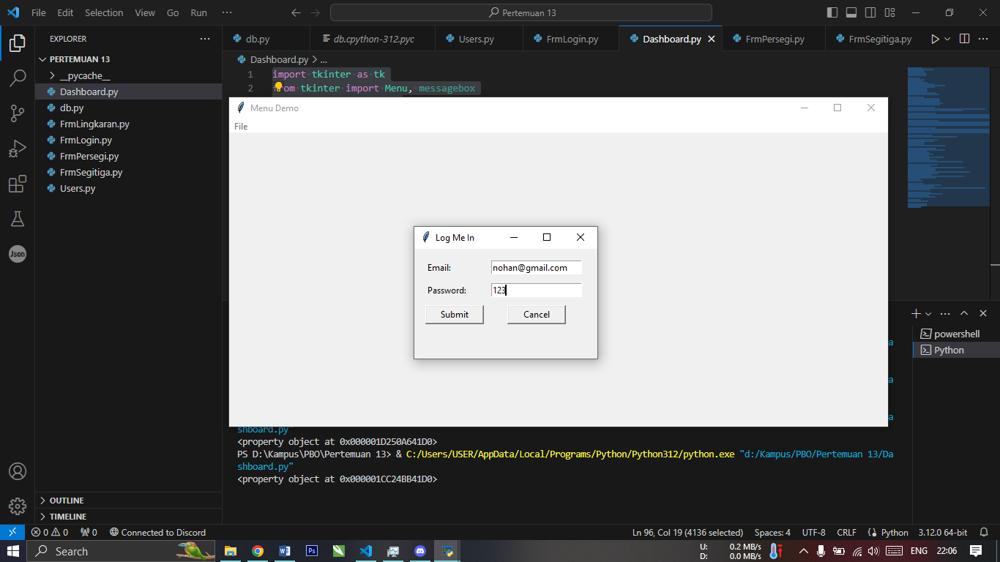 File Edit Selection View Go Run ··· Pertemuan 13
EXPLORER ···
PERTEMUAN 13
__pycache__
Dashboard.py
db.py
FrmLingkaran.py
FrmLogin.py
FrmPersegi.py
FrmSegitiga.py
Users.py
OUTLINE
TIMELINE
db.py db.cpython-312.pyc Users.py FrmLogin.py Dashboard.py FrmPersegi.py FrmSegitiga.py ···
Dashboard.py > ...
1 import tkinter as tk
2 from tkinter import Menu, messagebox
Menu Demo
File
Log Me In
Email: nohan@gmail.com
Password: 123
Submit Cancel
a
a
a
shboard.py"
<property object at 0x000001D250A641D0>
PS D:\Kampus\PBO\Pertemuan 13> & C:/Users/USER/AppData/Local/Programs/Python/Python312/python.exe "d:/Kampus/PBO/Pertemuan 13/Da
shboard.py"
<property object at 0x000001CC24BB41D0>
powershell
Python
Json
0 0 0 Connected to Discord Ln 96, Col 19 (4136 selected) Spaces: 4 UTF-8 CRLF Python 3.12.0 64-bit
Search
U: 0.2 MB/s
D: 0.0 MB/s
ENG 22:06